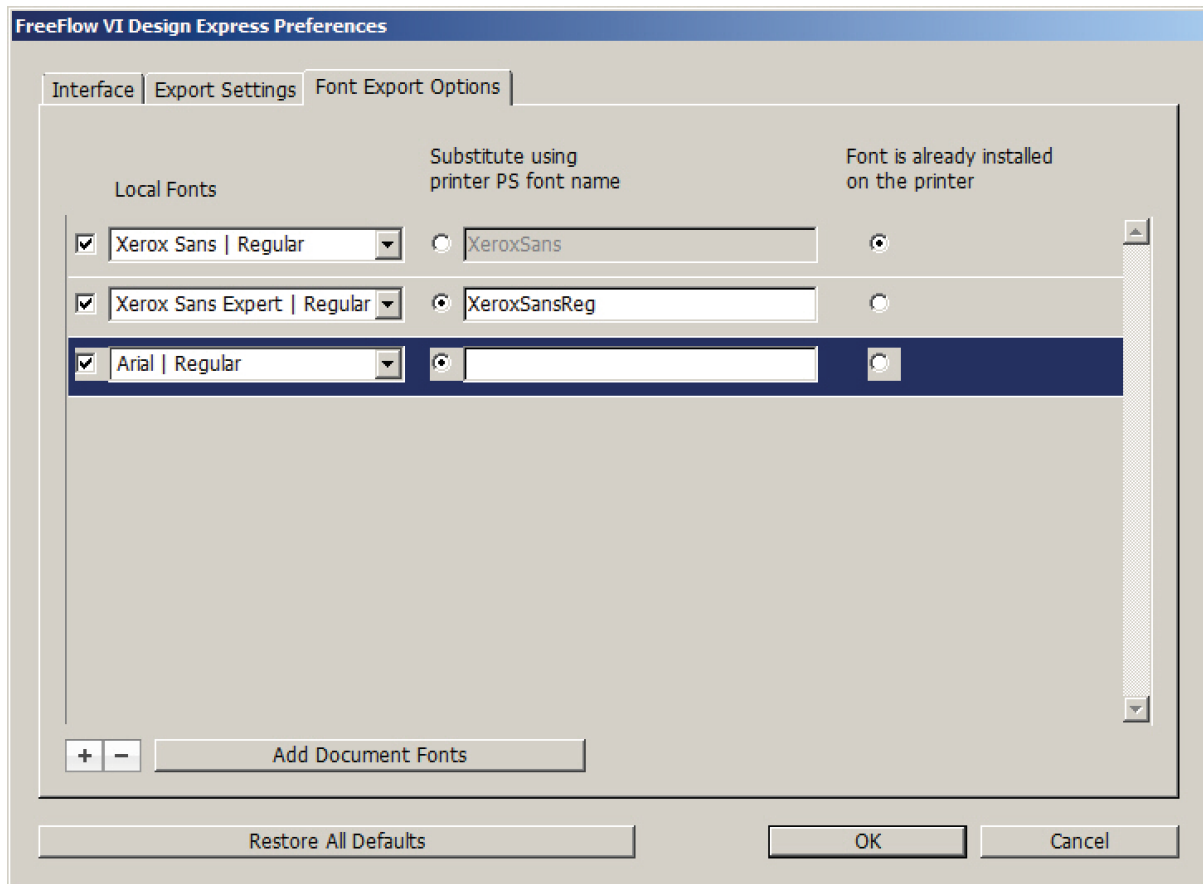 FreeFlow VI Design Express Preferences
Interface
Export Settings
Font Export Options
Local Fonts
Substitute using
printer PS font name
Font is already installed
on the printer
Xerox Sans | Regular
XeroxSans
Xerox Sans Expert | Regular
XeroxSansReg
Arial | Regular
+
−
Add Document Fonts
Restore All Defaults
OK
Cancel